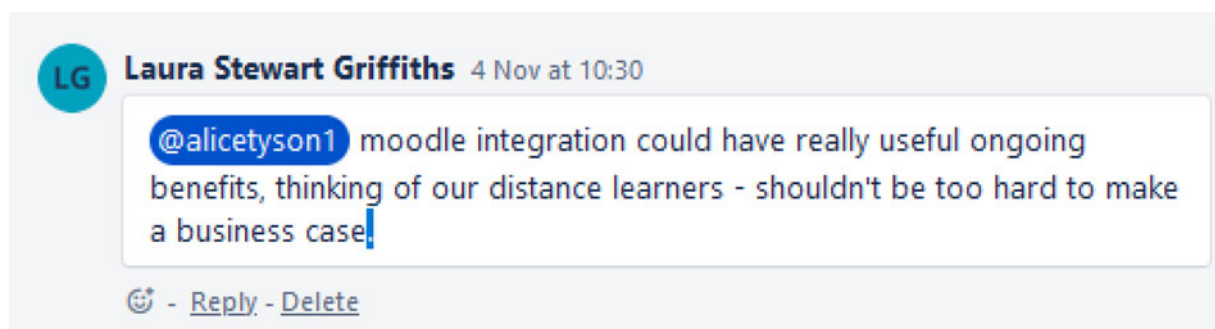 LG
Laura Stewart Griffiths 4 Nov at 10:30
@alicetyson1 moodle integration could have really useful ongoing
benefits, thinking of our distance learners - shouldn't be too hard to make
a business case.
- Reply - Delete